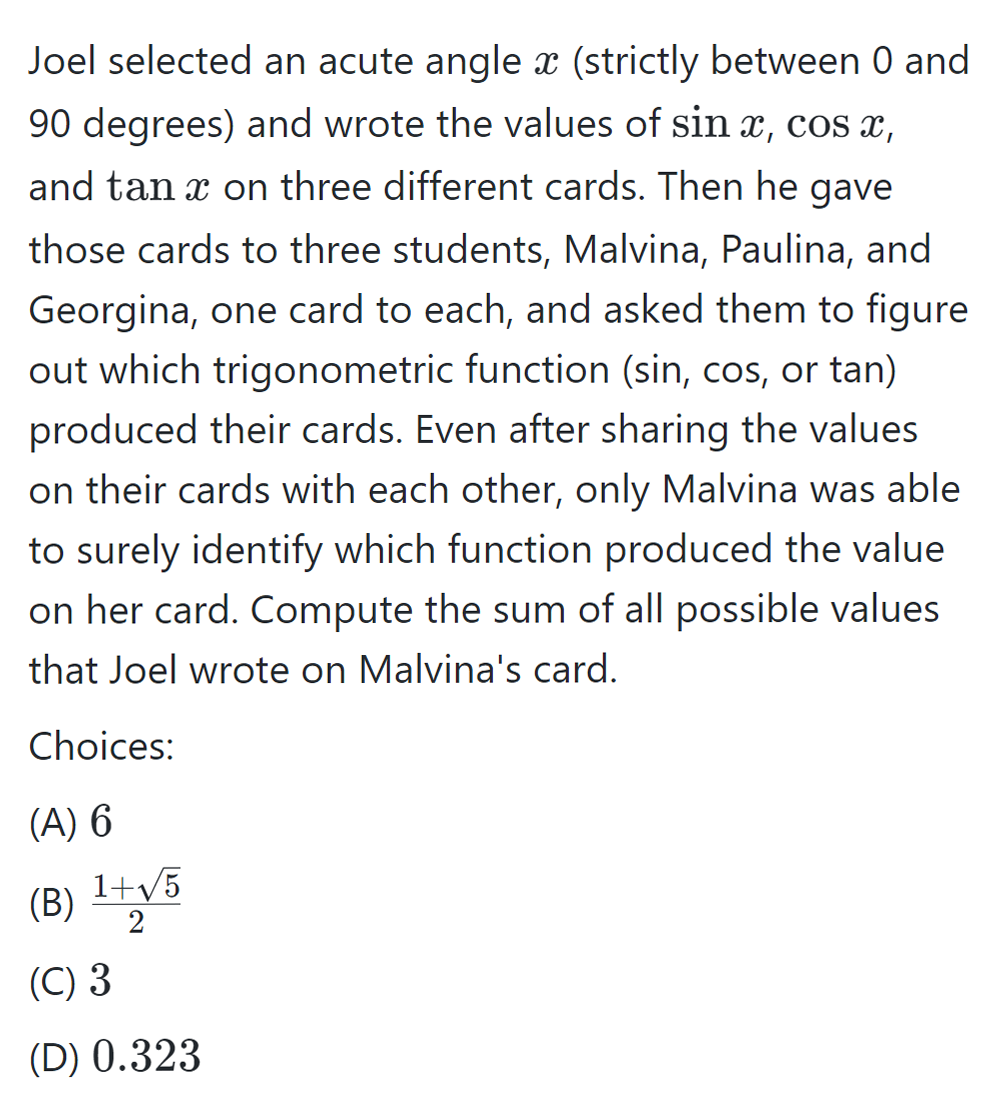 Joel selected an acute angle x (strictly between 0 and
90 degrees) and wrote the values of sin x, cos x,
and tan x on three different cards. Then he gave
those cards to three students, Malvina, Paulina, and
Georgina, one card to each, and asked them to figure
out which trigonometric function (sin, cos, or tan)
produced their cards. Even after sharing the values
on their cards with each other, only Malvina was able
to surely identify which function produced the value
on her card. Compute the sum of all possible values
that Joel wrote on Malvina's card.
Choices:
(A) 6
(B) \frac{1+\sqrt{5}}{2}
(C) 3
(D) 0.323